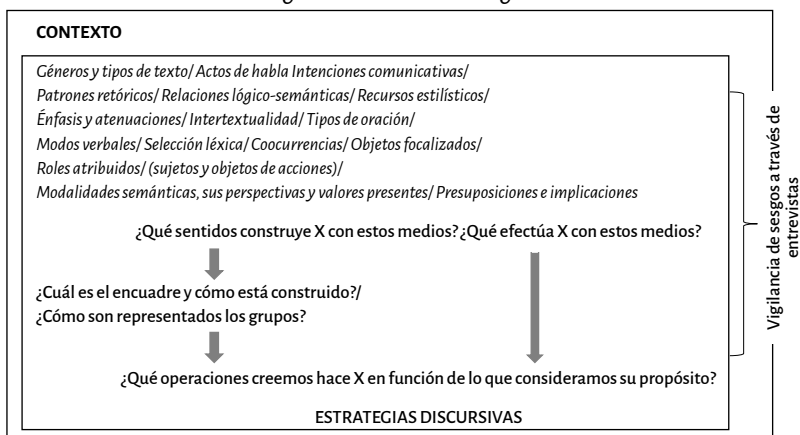 CONTEXTO
Géneros y tipos de texto/ Actos de habla Intenciones comunicativas/
Patrones retóricos/ Relaciones lógico-semánticas/ Recursos estilísticos/
Énfasis y atenuaciones/ Intertextualidad/ Tipos de oración/
Modos verbales/ Selección léxica/ Coocurrencias/ Objetos focalizados/
Roles atribuidos/ (sujetos y objetos de acciones)/
Modalidades semánticas, sus perspectivas y valores presentes/ Presuposiciones e implicaciones
¿Qué sentidos construye X con estos medios? ¿Qué efectúa X con estos medios?
¿Cuál es el encuadre y cómo está construido?/
¿Cómo son representados los grupos?
¿Qué operaciones creemos hace X en función de lo que consideramos su propósito?
ESTRATEGIAS DISCURSIVAS
Vigilancia de sesgos a través de
entrevistas